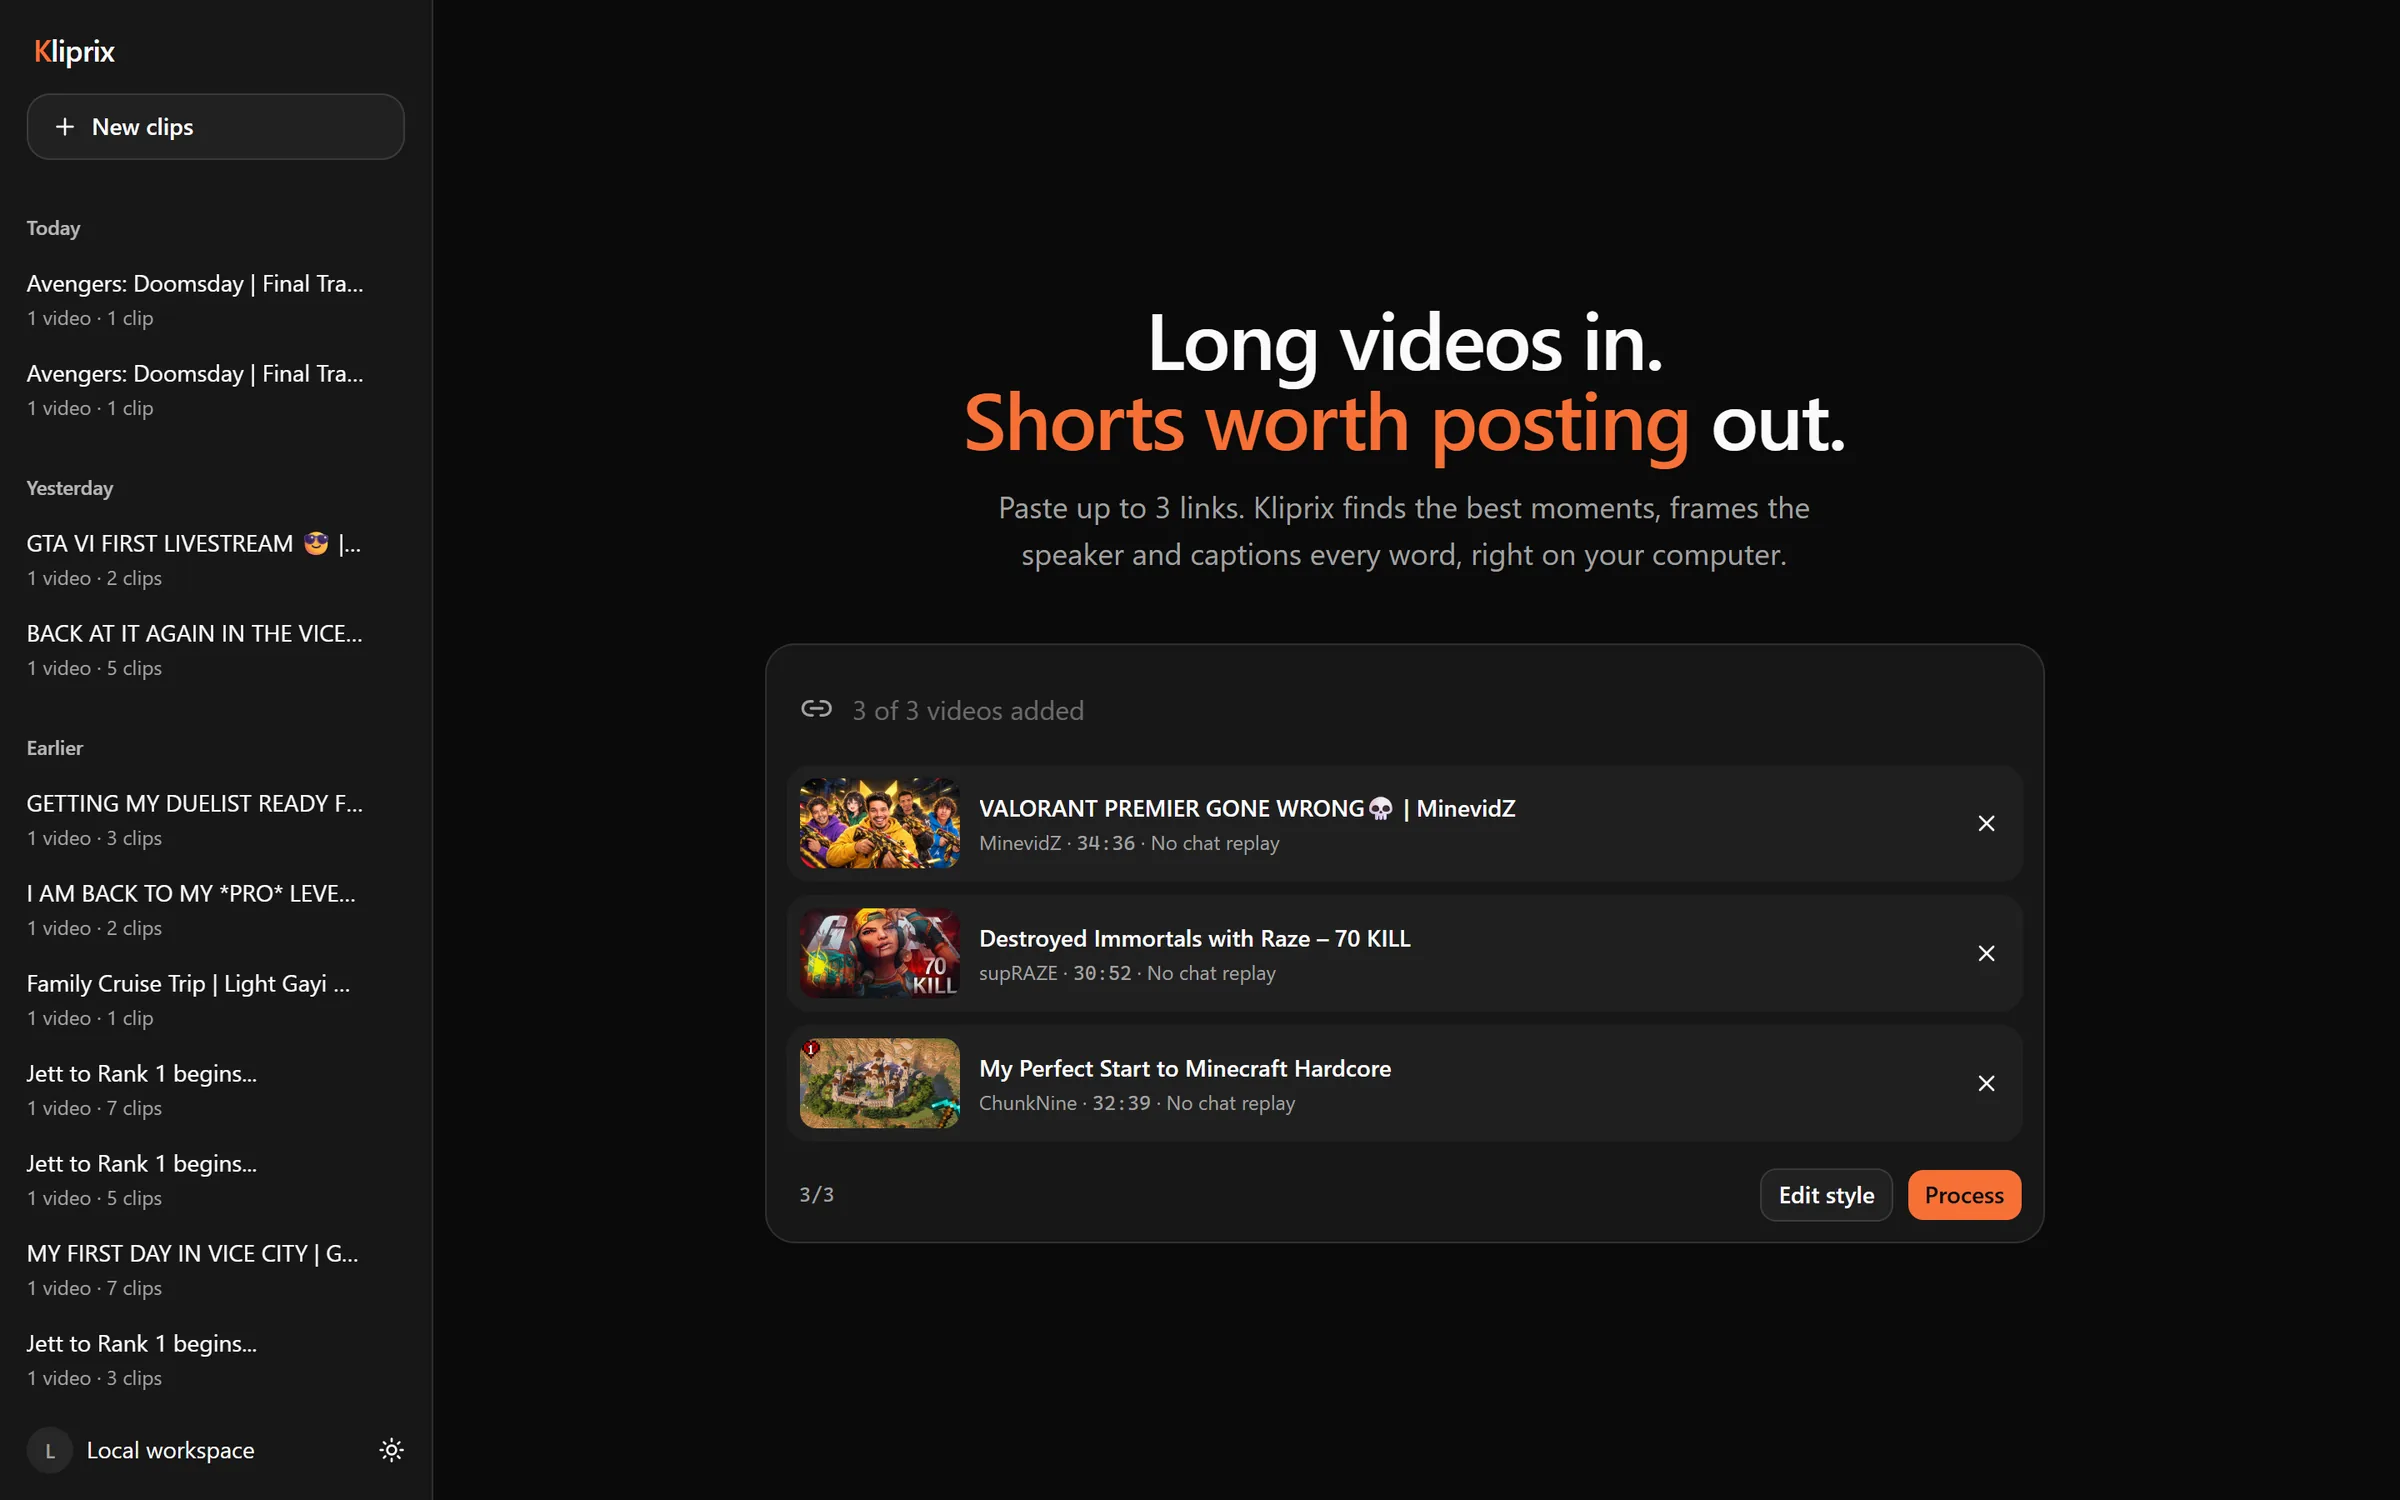 Kliprix
New clips
Today
Avengers: Doomsday | Final Tra...
1 video · 1 clip
Avengers: Doomsday | Final Tra...
1 video · 1 clip
Yesterday
GTA VI FIRST LIVESTREAM 😎 |...
1 video · 2 clips
BACK AT IT AGAIN IN THE VICE...
1 video · 5 clips
Earlier
GETTING MY DUELIST READY F...
1 video · 3 clips
I AM BACK TO MY *PRO* LEVE...
1 video · 2 clips
Family Cruise Trip | Light Gayi ...
1 video · 1 clip
Jett to Rank 1 begins...
1 video · 7 clips
Jett to Rank 1 begins...
1 video · 5 clips
MY FIRST DAY IN VICE CITY | G...
1 video · 7 clips
Jett to Rank 1 begins...
1 video · 3 clips
L Local workspace
Long videos in.
Shorts worth posting out.
Paste up to 3 links. Kliprix finds the best moments, frames the
speaker and captions every word, right on your computer.
3 of 3 videos added
VALORANT PREMIER GONE WRONG💀 | MinevidZ
MinevidZ · 34:36 · No chat replay
70
KILL
Destroyed Immortals with Raze – 70 KILL
supRAZE · 30:52 · No chat replay
1
My Perfect Start to Minecraft Hardcore
ChunkNine · 32:39 · No chat replay
3/3
Edit style
Process